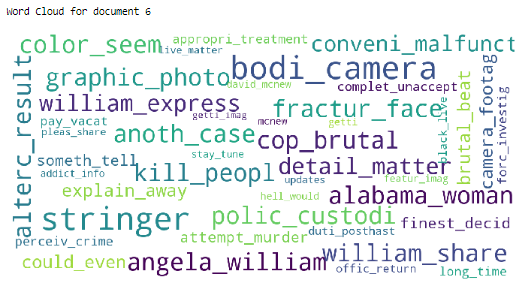 Word Cloud for document 6
color_seem
live_matter
appropri_treatment
conveni_malfunct
graphic_photo
david_mcnew
bodi_camera
complet_unaccept
camera_footag
forc_investig
alterc_result
william_express
getti_imag
fractur_face
brutal_beat
pay_vacat
pleas_share
anoth_case
mcnew
getti
cop_brutal
black_live
someth_tell
stay_tune
kill_peopl
detail_matter
addict_info
updates
featur_imag
explain_away
hell_would
alabama_woman
stringer
polic_custodi
duti_posthast
finest_decid
perceiv_crime
attempt_murder
william_share
could_even
angela_william
offic_return
long_time